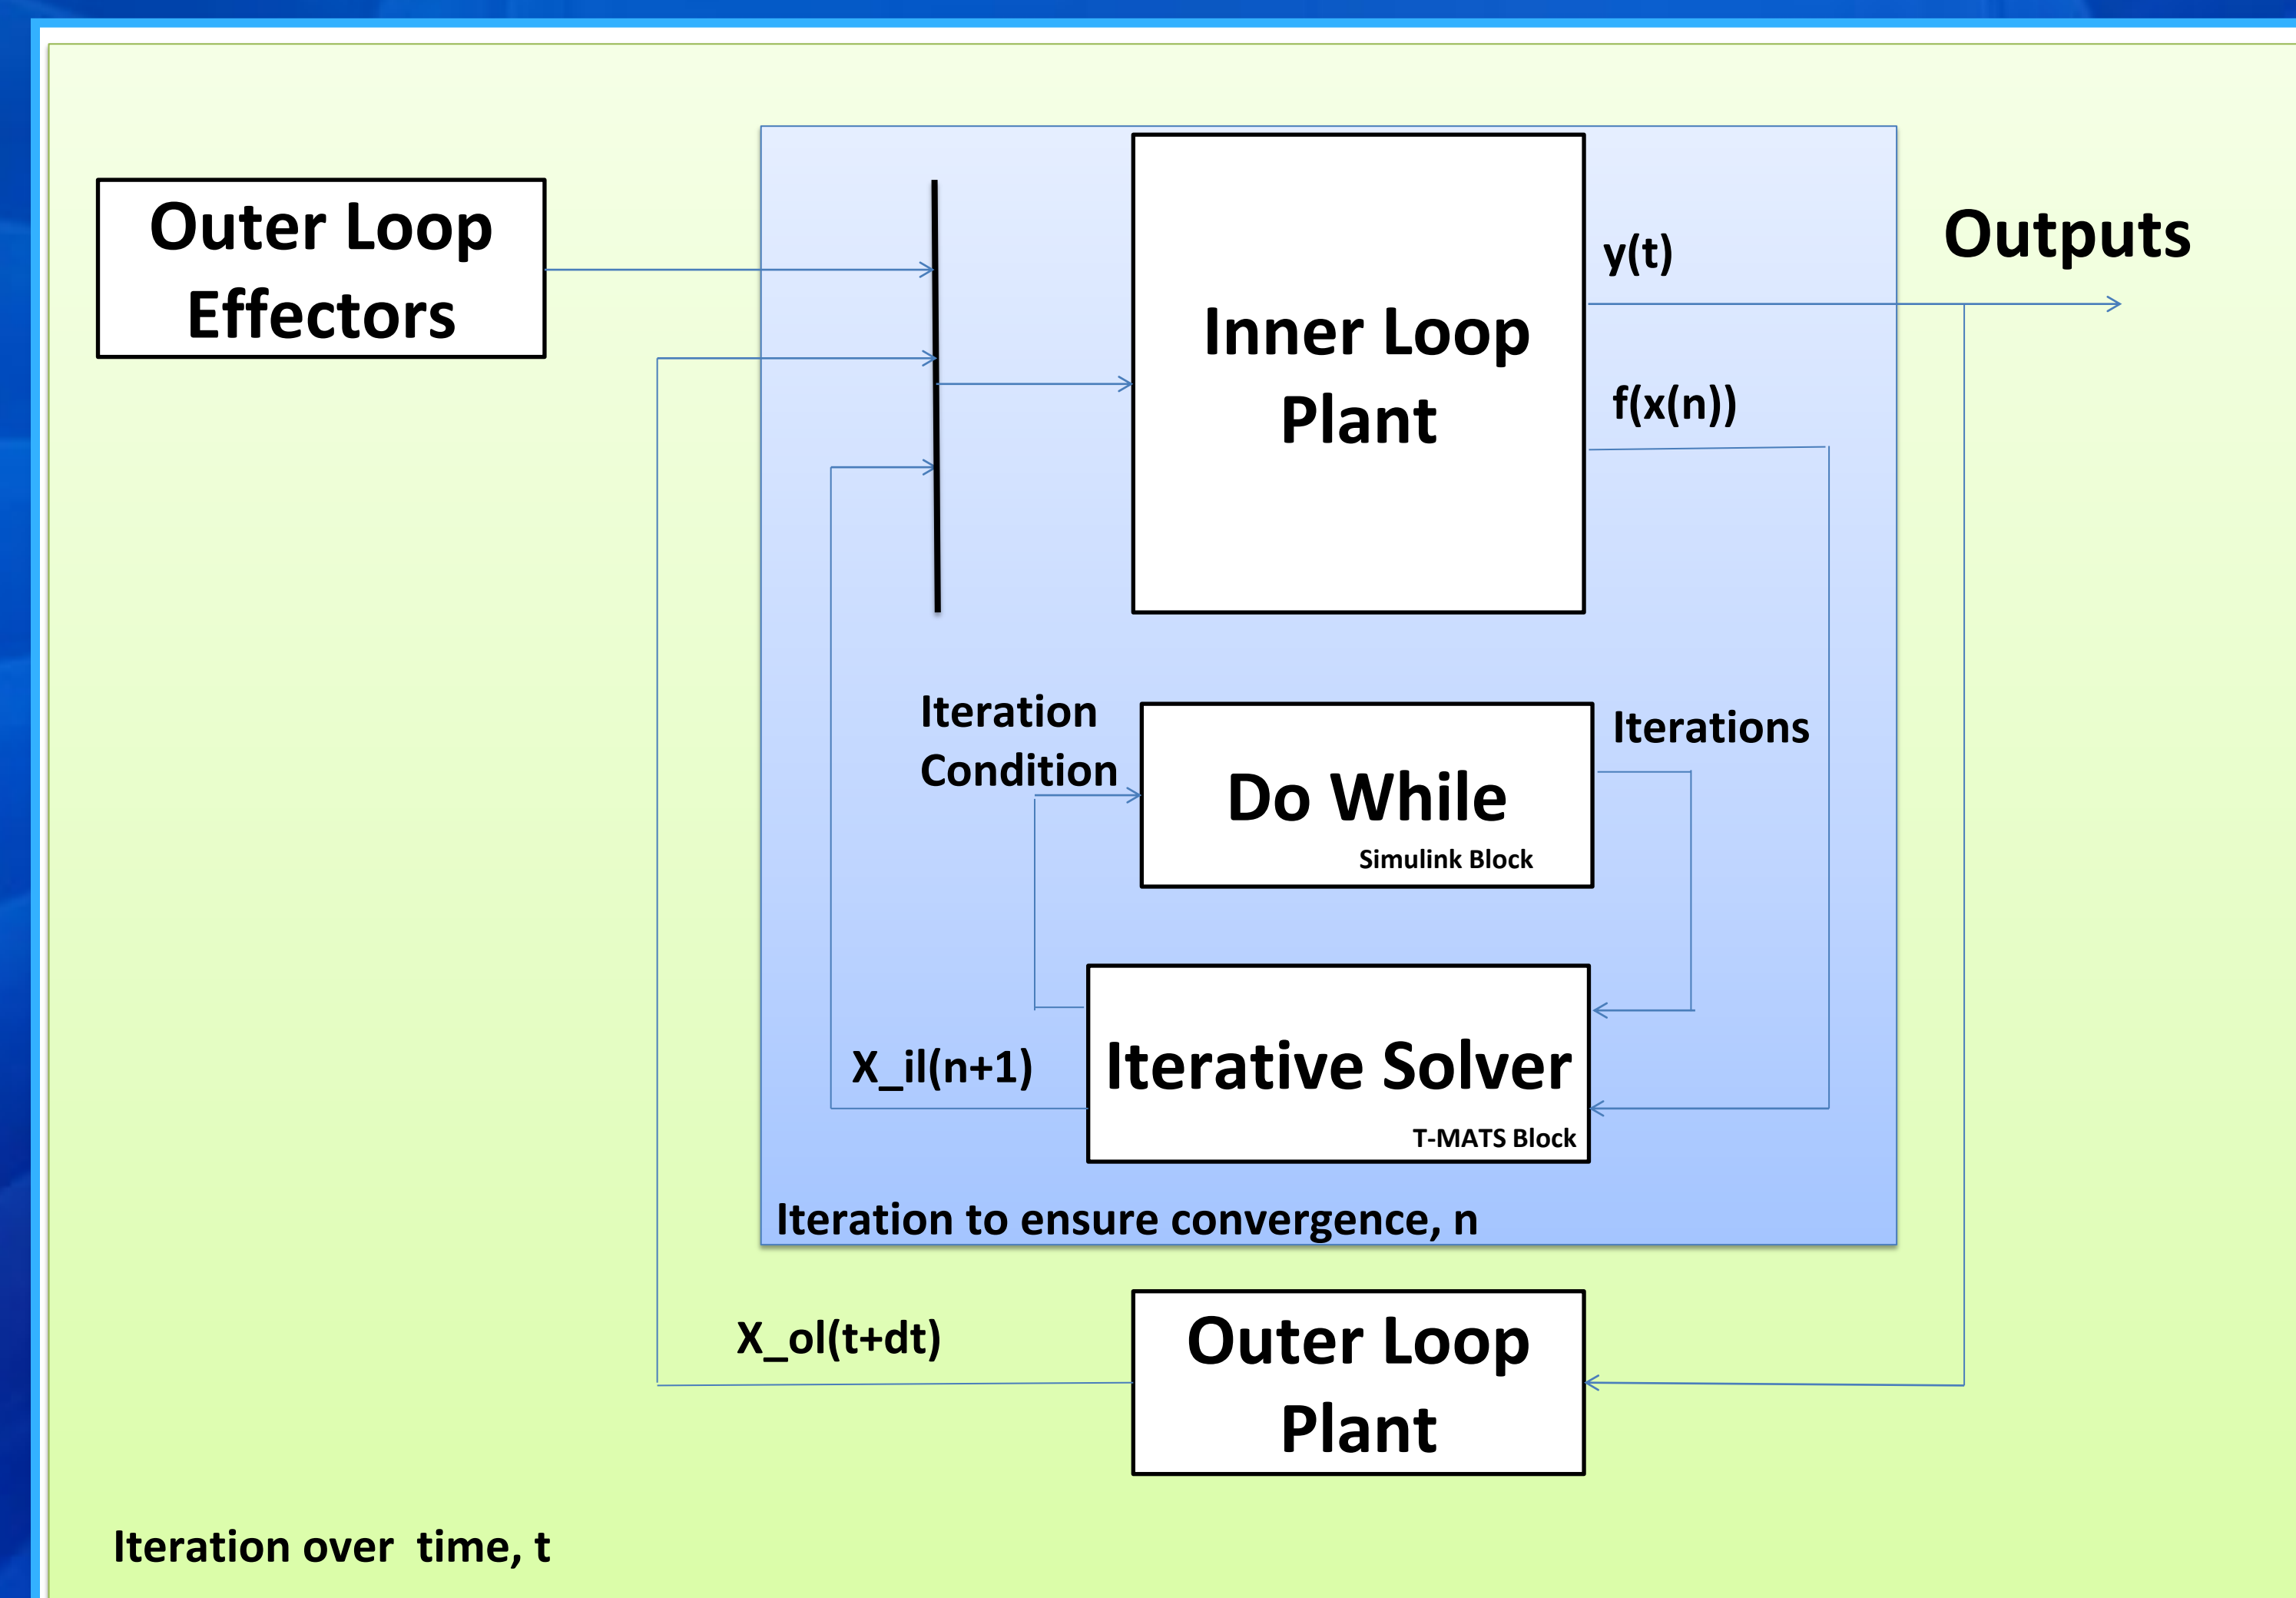 Outer Loop
Effectors
Inner Loop
Plant
y(t)
Outputs
f(x(n))
Iteration
Condition
Do While
Simulink Block
Iterations
X_il(n+1)
Iterative Solver
T-MATS Block
Iteration to ensure convergence, n
X_ol(t+dt)
Outer Loop
Plant
Iteration over  time, t